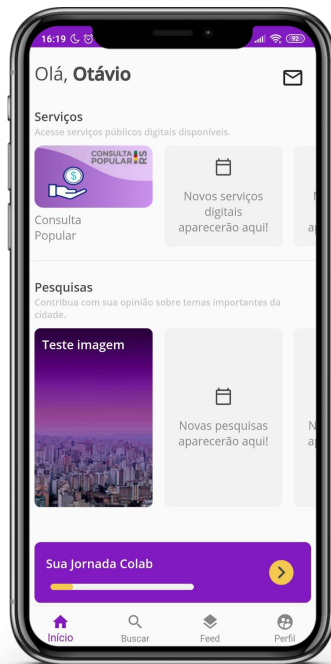 16:19
92
Olá, Otávio
Serviços
Acesse serviços públicos digitais disponíveis.
CONSULTA
POPULAR RS
Consulta
Popular
Novos serviços
digitais
aparecerão aqui!
Pesquisas
Contribua com sua opinião sobre temas importantes da
cidade.
Teste imagem
Novas pesquisas
aparecerão aqui!
Sua Jornada Colab
Início
Buscar
Feed
Perfil